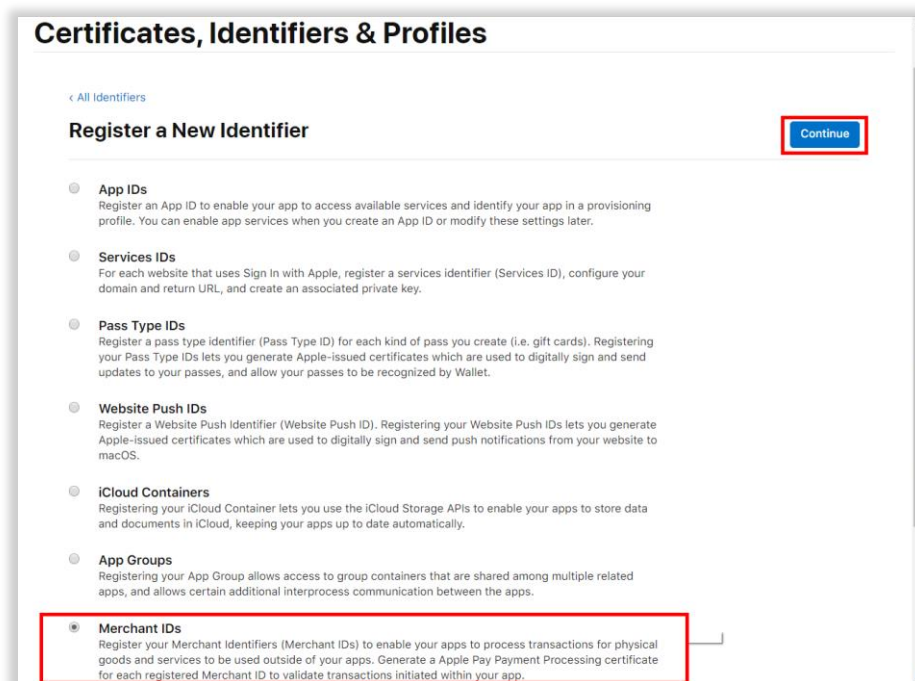 Certificates, Identifiers & Profiles
< All Identifiers
Register a New Identifier
Continue
App IDs
Register an App ID to enable your app to access available services and identify your app in a provisioning
profile. You can enable app services when you create an App ID or modify these settings later.
Services IDs
For each website that uses Sign In with Apple, register a services identifier (Services ID), configure your
domain and return URL, and create an associated private key.
Pass Type IDs
Register a pass type identifier (Pass Type ID) for each kind of pass you create (i.e. gift cards). Registering
your Pass Type IDs lets you generate Apple-issued certificates which are used to digitally sign and send
updates to your passes, and allow your passes to be recognized by Wallet.
Website Push IDs
Register a Website Push Identifier (Website Push ID). Registering your Website Push IDs lets you generate
Apple-issued certificates which are used to digitally sign and send push notifications from your website to
macOS.
iCloud Containers
Registering your iCloud Container lets you use the iCloud Storage APIs to enable your apps to store data
and documents in iCloud, keeping your apps up to date automatically.
App Groups
Registering your App Group allows access to group containers that are shared among multiple related
apps, and allows certain additional interprocess communication between the apps.
Merchant IDs
Register your Merchant Identifiers (Merchant IDs) to enable your apps to process transactions for physical
goods and services to be used outside of your apps. Generate a Apple Pay Payment Processing certificate
for each registered Merchant ID to validate transactions initiated within your app.